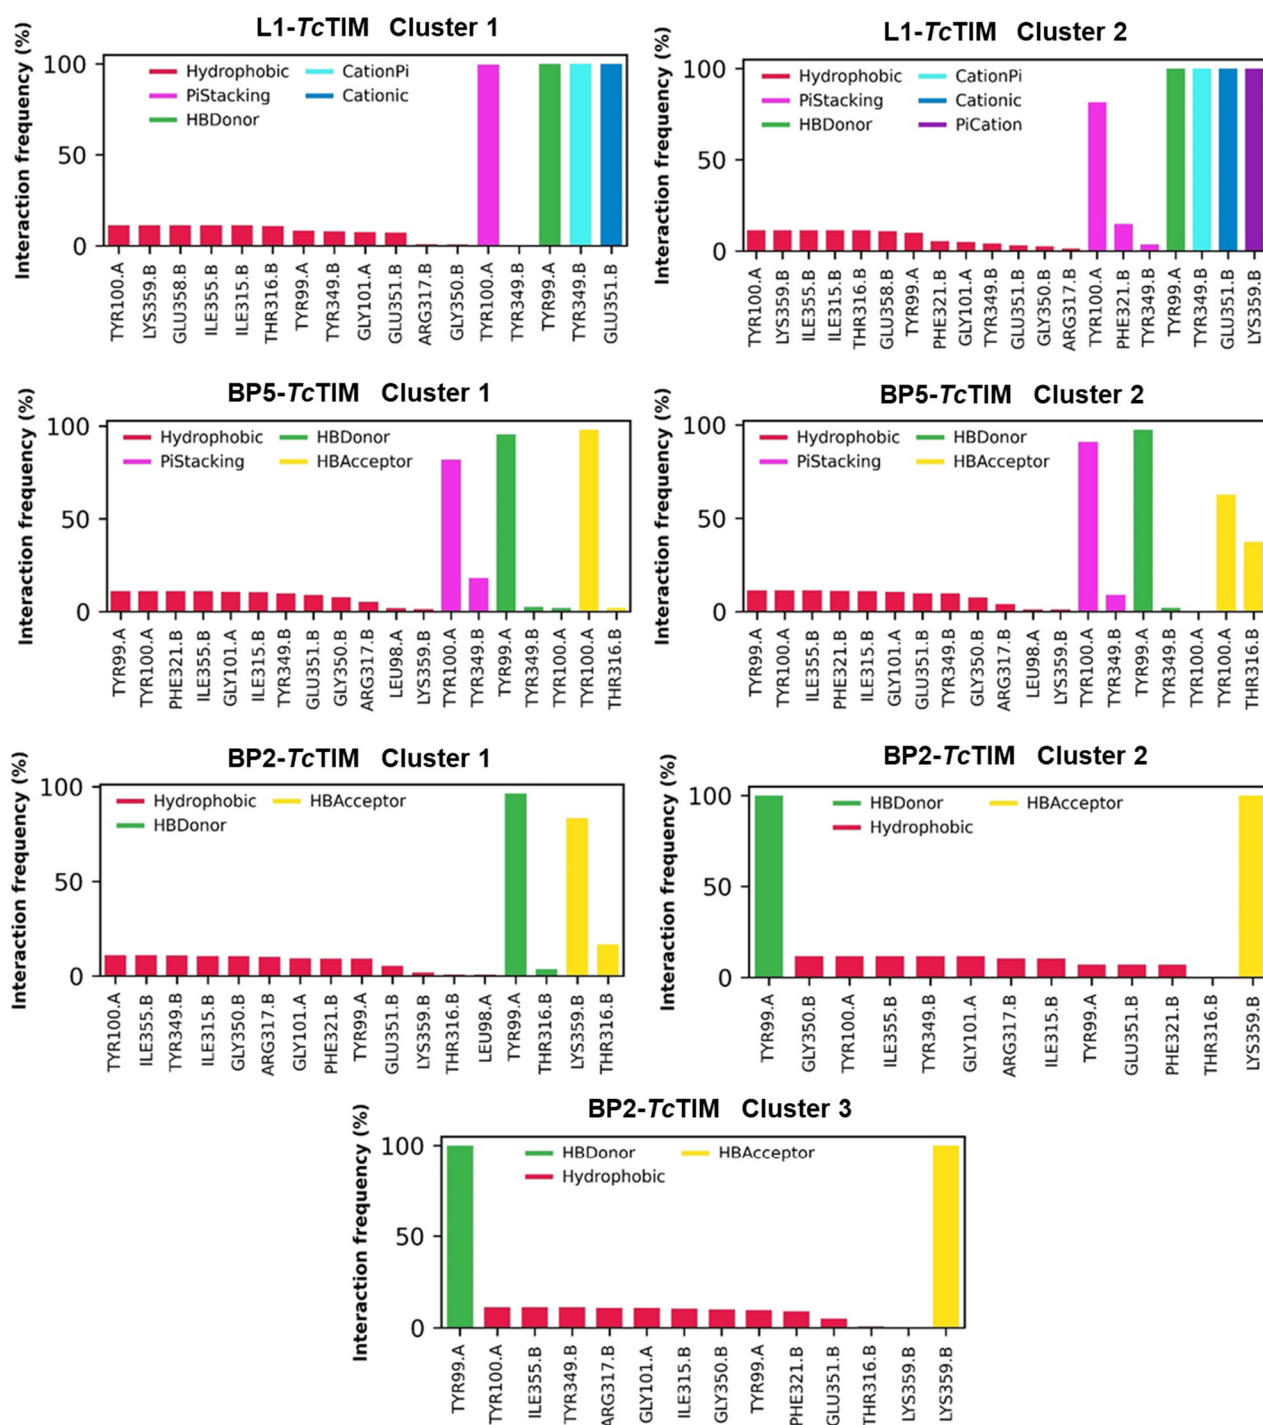 L1-TcTIM Cluster 1
Interaction frequency (%)
100
50
0
Hydrophobic
PiStacking
HBDonor
CationPi
Cationic
TYR100.A
LYS359.B
GLU358.B
ILE355.B
ILE315.B
THR316.B
TYR99.A
TYR349.B
GLY101.A
GLU351.B
ARG317.B
GLY350.B
TYR100.A
TYR349.B
TYR99.A
TYR349.B
GLU351.B
L1-TcTIM Cluster 2
Interaction frequency (%)
100
50
0
Hydrophobic
PiStacking
HBDonor
CationPi
Cationic
PiCation
TYR100.A
LYS359.B
ILE355.B
ILE315.B
THR316.B
GLU358.B
TYR99.A
PHE321.B
GLY101.A
TYR349.B
GLU351.B
GLY350.B
ARG317.B
TYR100.A
PHE321.B
TYR349.B
TYR99.A
TYR349.B
GLU351.B
LYS359.B
BP5-TcTIM Cluster 1
Interaction frequency (%)
100
50
0
Hydrophobic
PiStacking
HBDonor
HBAcceptor
TYR99.A
TYR100.A
PHE321.B
ILE355.B
GLY101.A
ILE315.B
TYR349.B
GLU351.B
GLY350.B
ARG317.B
LEU98.A
LYS359.B
TYR100.A
TYR349.B
TYR99.A
TYR349.B
TYR100.A
TYR100.A
THR316.B
BP5-TcTIM Cluster 2
Interaction frequency (%)
100
50
0
Hydrophobic
PiStacking
HBDonor
HBAcceptor
TYR99.A
TYR100.A
ILE355.B
PHE321.B
ILE315.B
GLY101.A
GLU351.B
TYR349.B
GLY350.B
ARG317.B
LEU98.A
LYS359.B
TYR100.A
TYR349.B
TYR99.A
TYR349.B
TYR100.A
TYR100.A
THR316.B
BP2-TcTIM Cluster 1
Interaction frequency (%)
100
50
0
Hydrophobic
HBDonor
HBAcceptor
TYR100.A
ILE355.B
TYR349.B
ILE315.B
GLY350.B
ARG317.B
GLY101.A
PHE321.B
TYR99.A
GLU351.B
LYS359.B
THR316.B
LEU98.A
TYR99.A
THR316.B
LYS359.B
THR316.B
BP2-TcTIM Cluster 2
Interaction frequency (%)
100
50
0
HBDonor
Hydrophobic
HBAcceptor
TYR99.A
GLY350.B
TYR100.A
ILE355.B
TYR349.B
GLY101.A
ARG317.B
ILE315.B
TYR99.A
GLU351.B
PHE321.B
THR316.B
LYS359.B
BP2-TcTIM Cluster 3
Interaction frequency (%)
100
50
0
HBDonor
Hydrophobic
HBAcceptor
TYR99.A
TYR100.A
ILE355.B
TYR349.B
ARG317.B
GLY101.A
ILE315.B
GLY350.B
TYR99.A
PHE321.B
GLU351.B
THR316.B
LYS359.B
LYS359.B